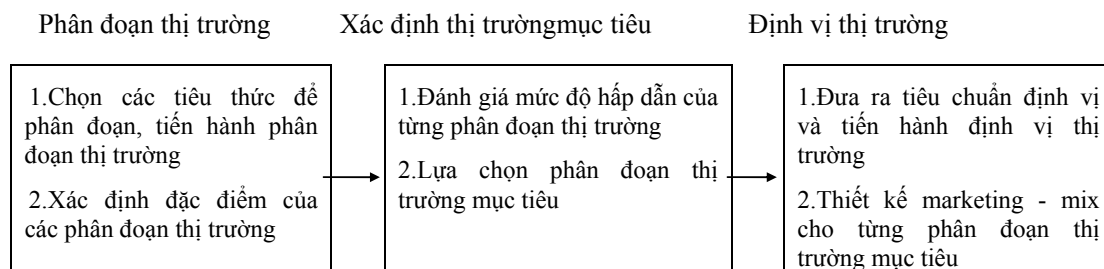 Phân đoạn thị trường
Xác định thị trườngmục tiêu
Định vị thị trường
1.Chọn các tiêu thức để
phân đoạn, tiến hành phân
đoạn thị trường
2.Xác định đặc điểm của
các phân đoạn thị trường
1.Đánh giá mức độ hấp dẫn của
từng phân đoạn thị trường
2.Lựa chọn phân đoạn thị
trường mục tiêu
1.Đưa ra tiêu chuẩn định vị
và tiến hành định vị thị
trường
2.Thiết kế marketing - mix
cho từng phân đoạn thị
trường mục tiêu